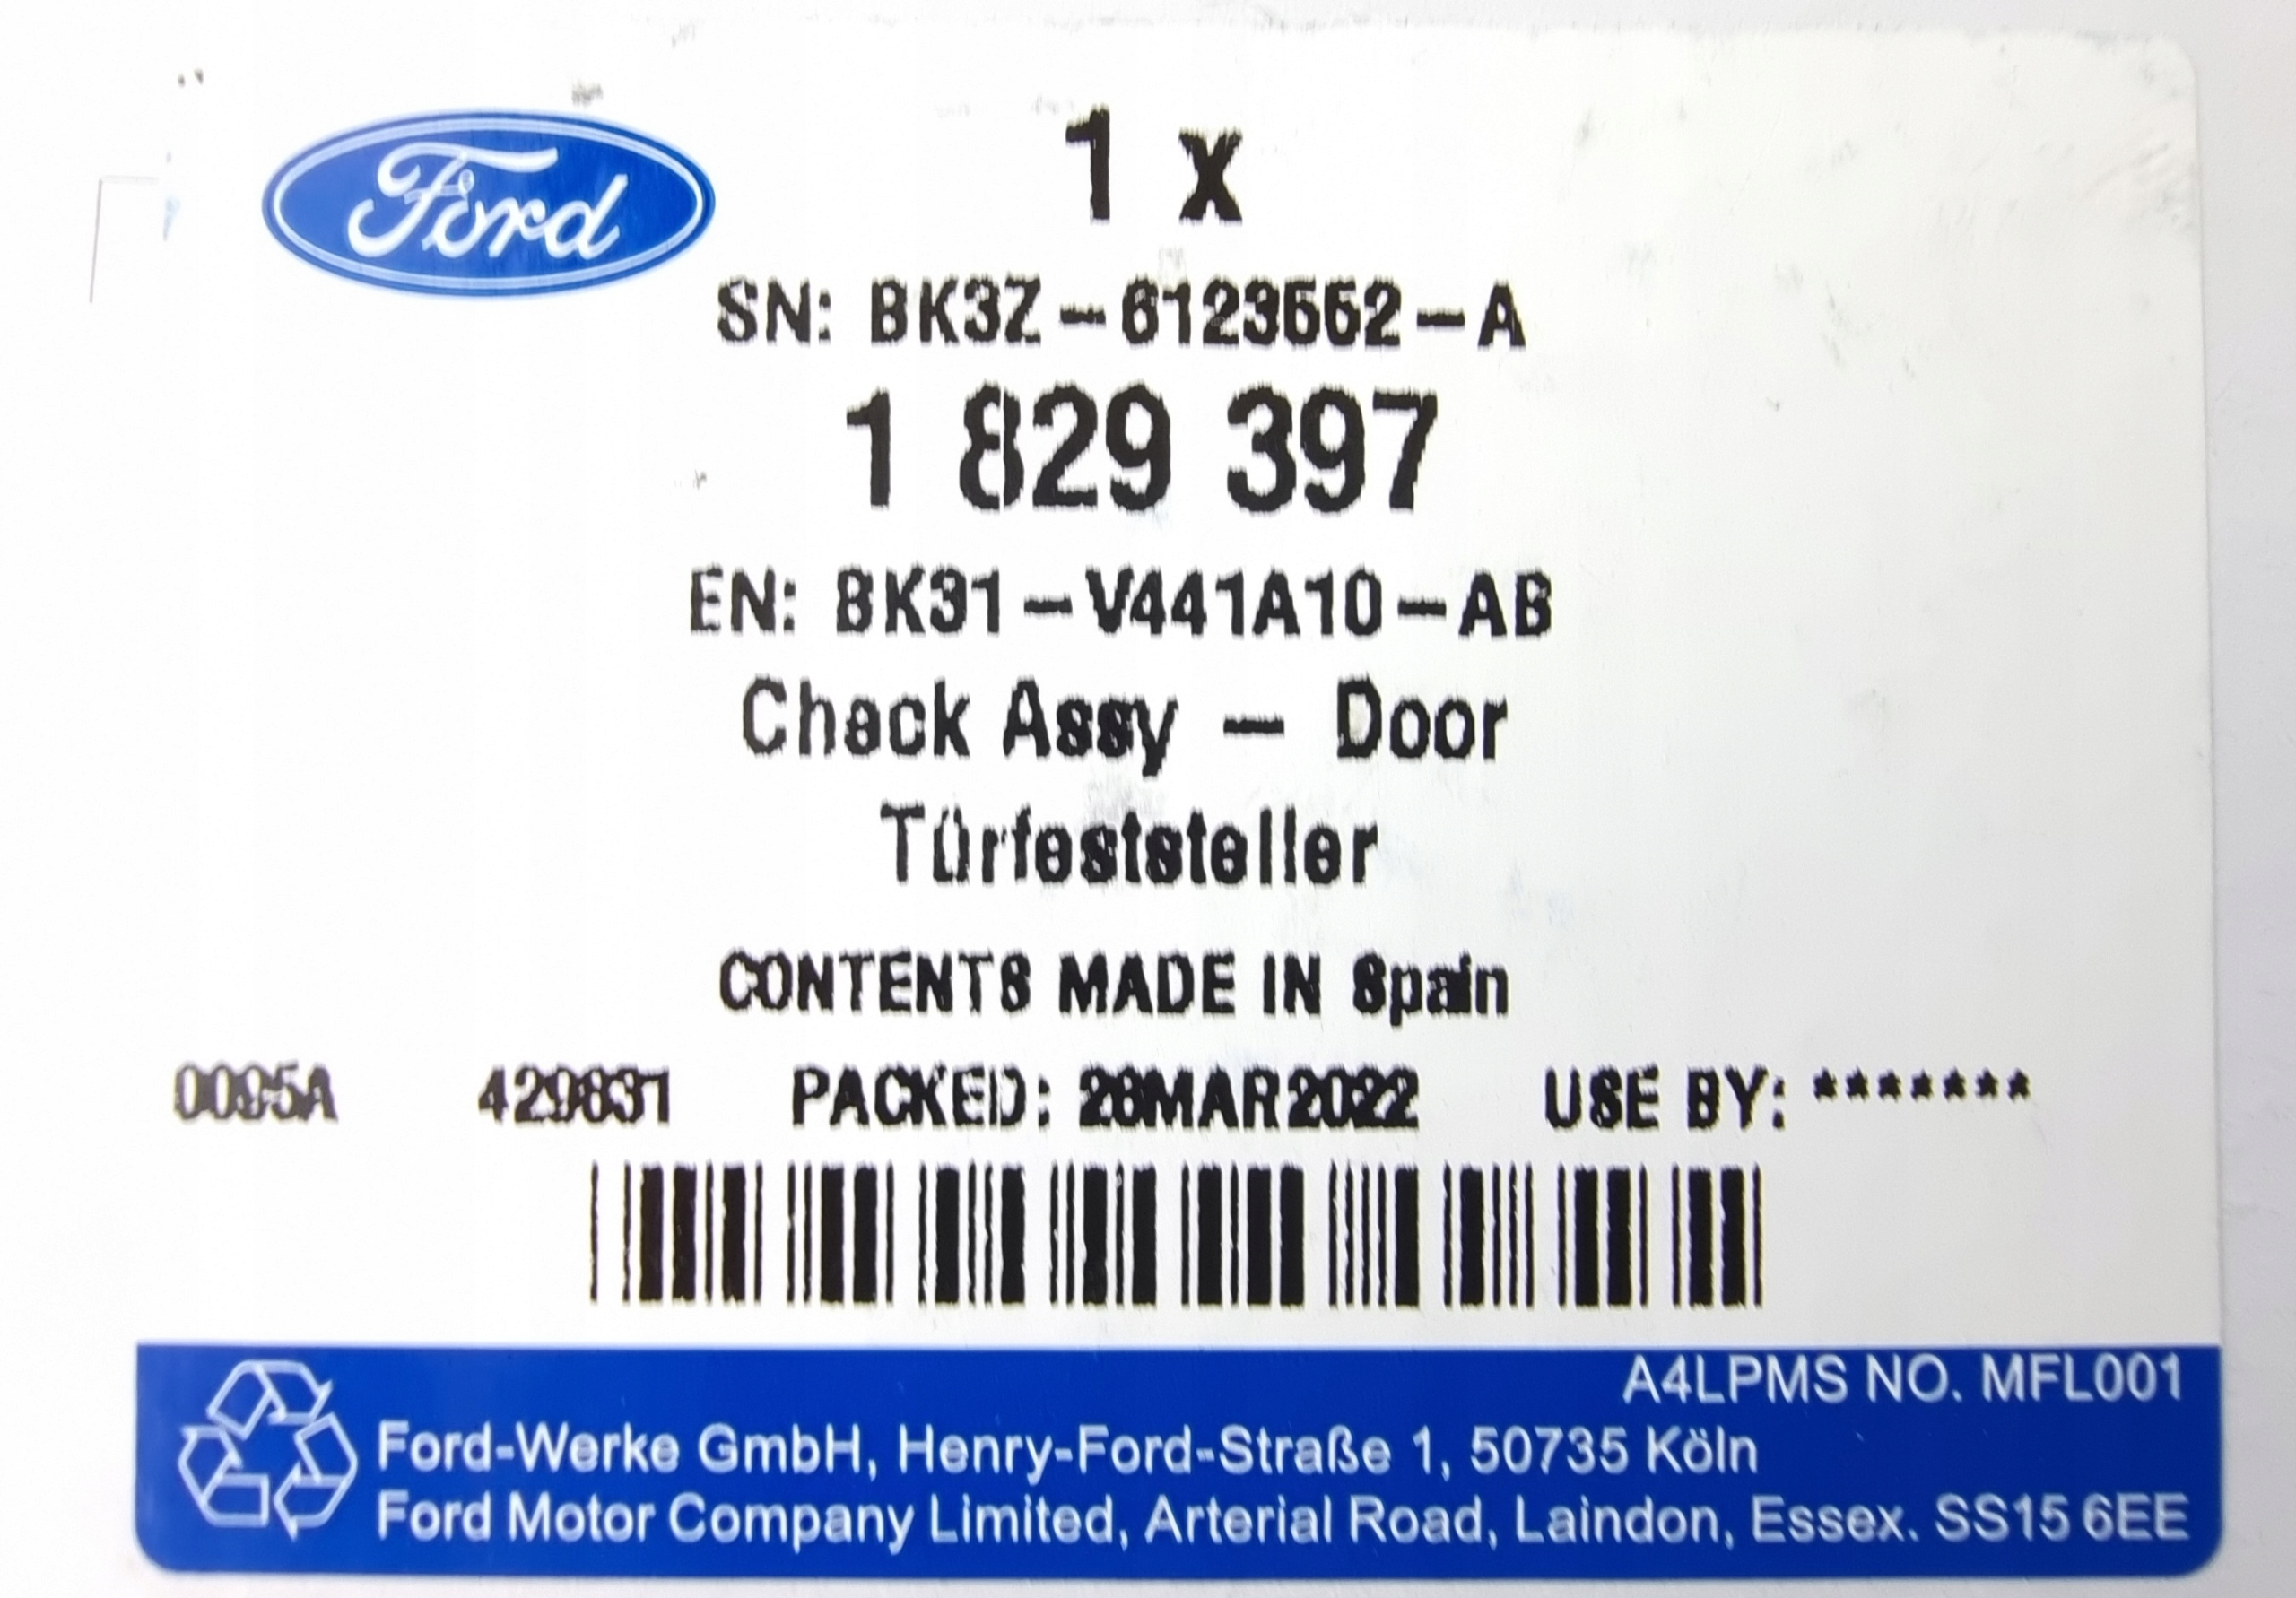 Ford
1 x
SN: BK3Z-6123552-A
1 829 397
EN: BK31-V441A10-AB
Check Assy - Door
Türfeststeller
CONTENTS MADE IN Spain
0095A 429631 PACKED: 28MAR2022 USE BY: *******
A4LPMS NO. MFL001
Ford-Werke GmbH, Henry-Ford-Straße 1, 50735 Köln
Ford Motor Company Limited, Arterial Road, Laindon, Essex. SS15 6EE